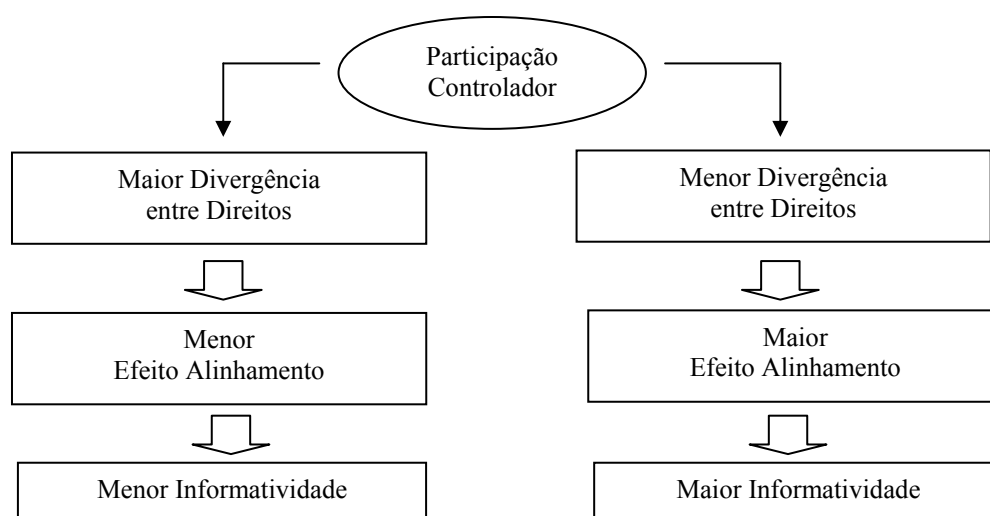 Participação
Controlador
Maior Divergência
entre Direitos
Menor Divergência
entre Direitos
Menor
Efeito Alinhamento
Maior
Efeito Alinhamento
Menor Informatividade
Maior Informatividade